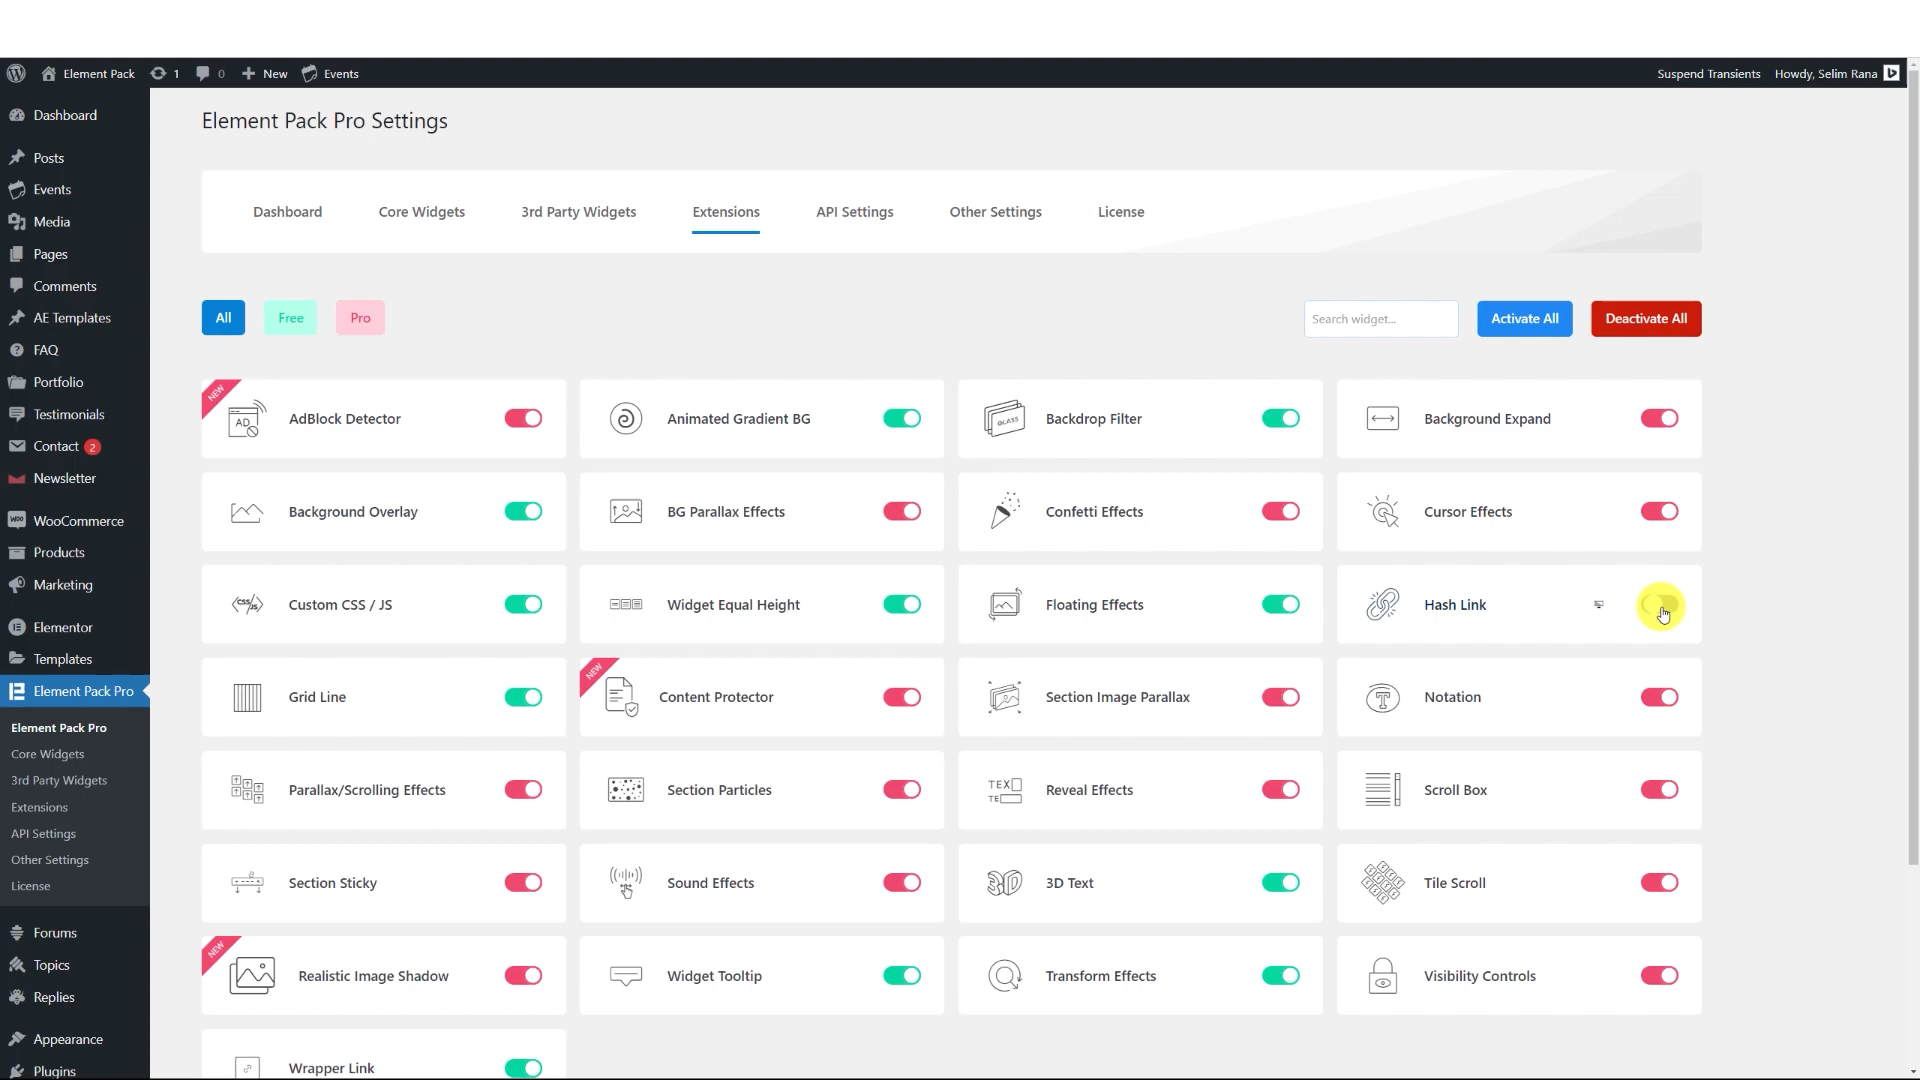 Element Pack 1 0 New Events Suspend Transients Howdy, Selim Rana
Dashboard
Posts
Events
Media
Pages
Comments
AE Templates
FAQ
Portfolio
Testimonials
Contact 2
Newsletter
WooCommerce
Products
Marketing
Elementor
Templates
Element Pack Pro
Element Pack Pro
Core Widgets
3rd Party Widgets
Extensions
API Settings
Other Settings
License
Forums
Topics
Replies
Appearance
Plugins
Element Pack Pro Settings
Dashboard Core Widgets 3rd Party Widgets Extensions API Settings Other Settings License
All Free Pro Search widget... Activate All Deactivate All
NEW
AD
AdBlock Detector
Animated Gradient BG
GLASS
Backdrop Filter
Background Expand
Background Overlay
BG Parallax Effects
Confetti Effects
Cursor Effects
Custom CSS / JS
Widget Equal Height
Floating Effects
Hash Link
Grid Line
NEW
Content Protector
Section Image Parallax
Notation
Parallax/Scrolling Effects
Section Particles
Reveal Effects
Scroll Box
Section Sticky
Sound Effects
3D
3D Text
Tile Scroll
NEW
Realistic Image Shadow
Widget Tooltip
Transform Effects
Visibility Controls
Wrapper Link